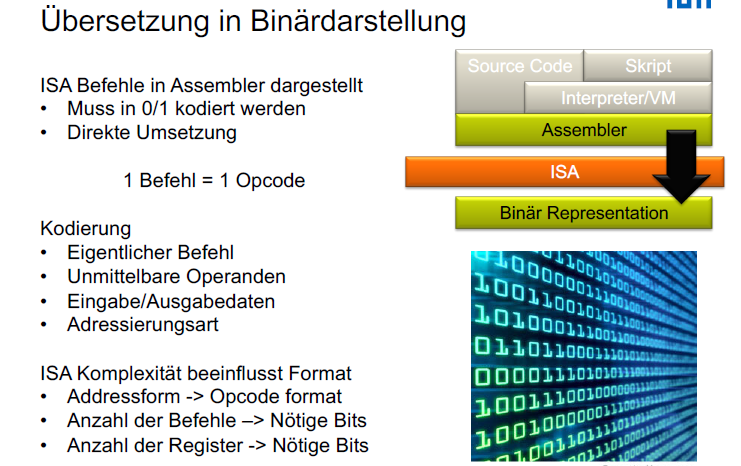 Übersetzung in Binärdarstellung
ISA Befehle in Assembler dargestellt
• Muss in 0/1 kodiert werden
• Direkte Umsetzung
1 Befehl = 1 Opcode
Kodierung
• Eigentlicher Befehl
• Unmittelbare Operanden
• Eingabe/Ausgabedaten
• Adressierungsart
ISA Komplexität beeinflusst Format
• Addressform -> Opcode format
• Anzahl der Befehle –> Nötige Bits
• Anzahl der Register -> Nötige Bits
Source Code
Skript
Interpreter/VM
Assembler
ISA
Binär Representation